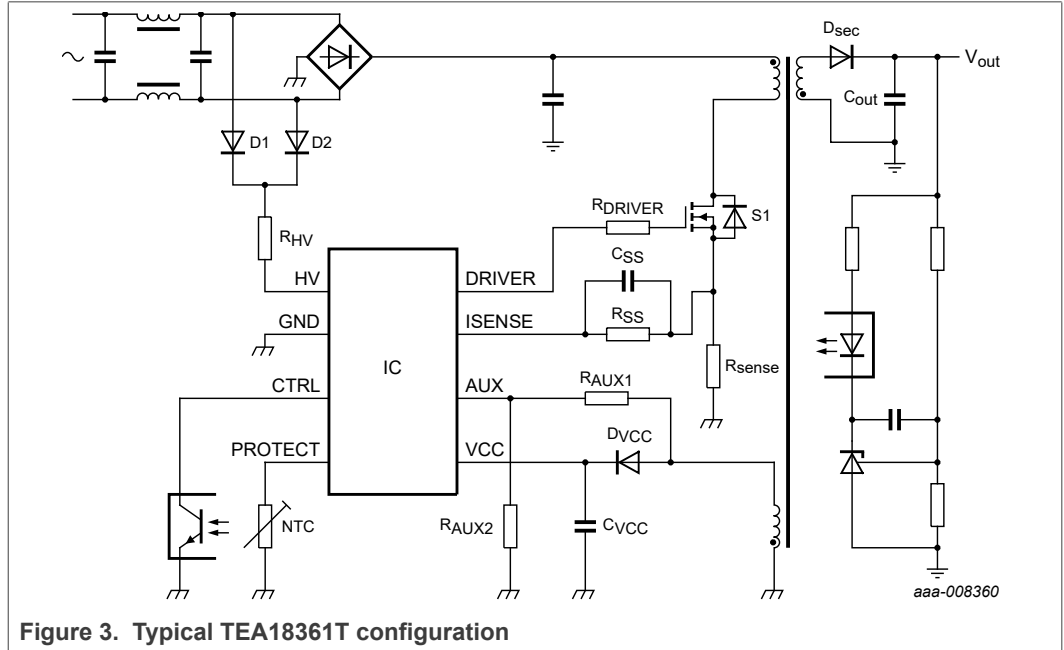 Dsec
Vout
Cout
D1
D2
RDRIVER
S1
RHV
CSS
HV
DRIVER
RSS
GND
ISENSE
IC
Rsense
CTRL
AUX
RAUX1
DVCC
PROTECT
VCC
NTC
RAUX2
CVCC
aaa-008360
Figure 3. Typical TEA18361T configuration